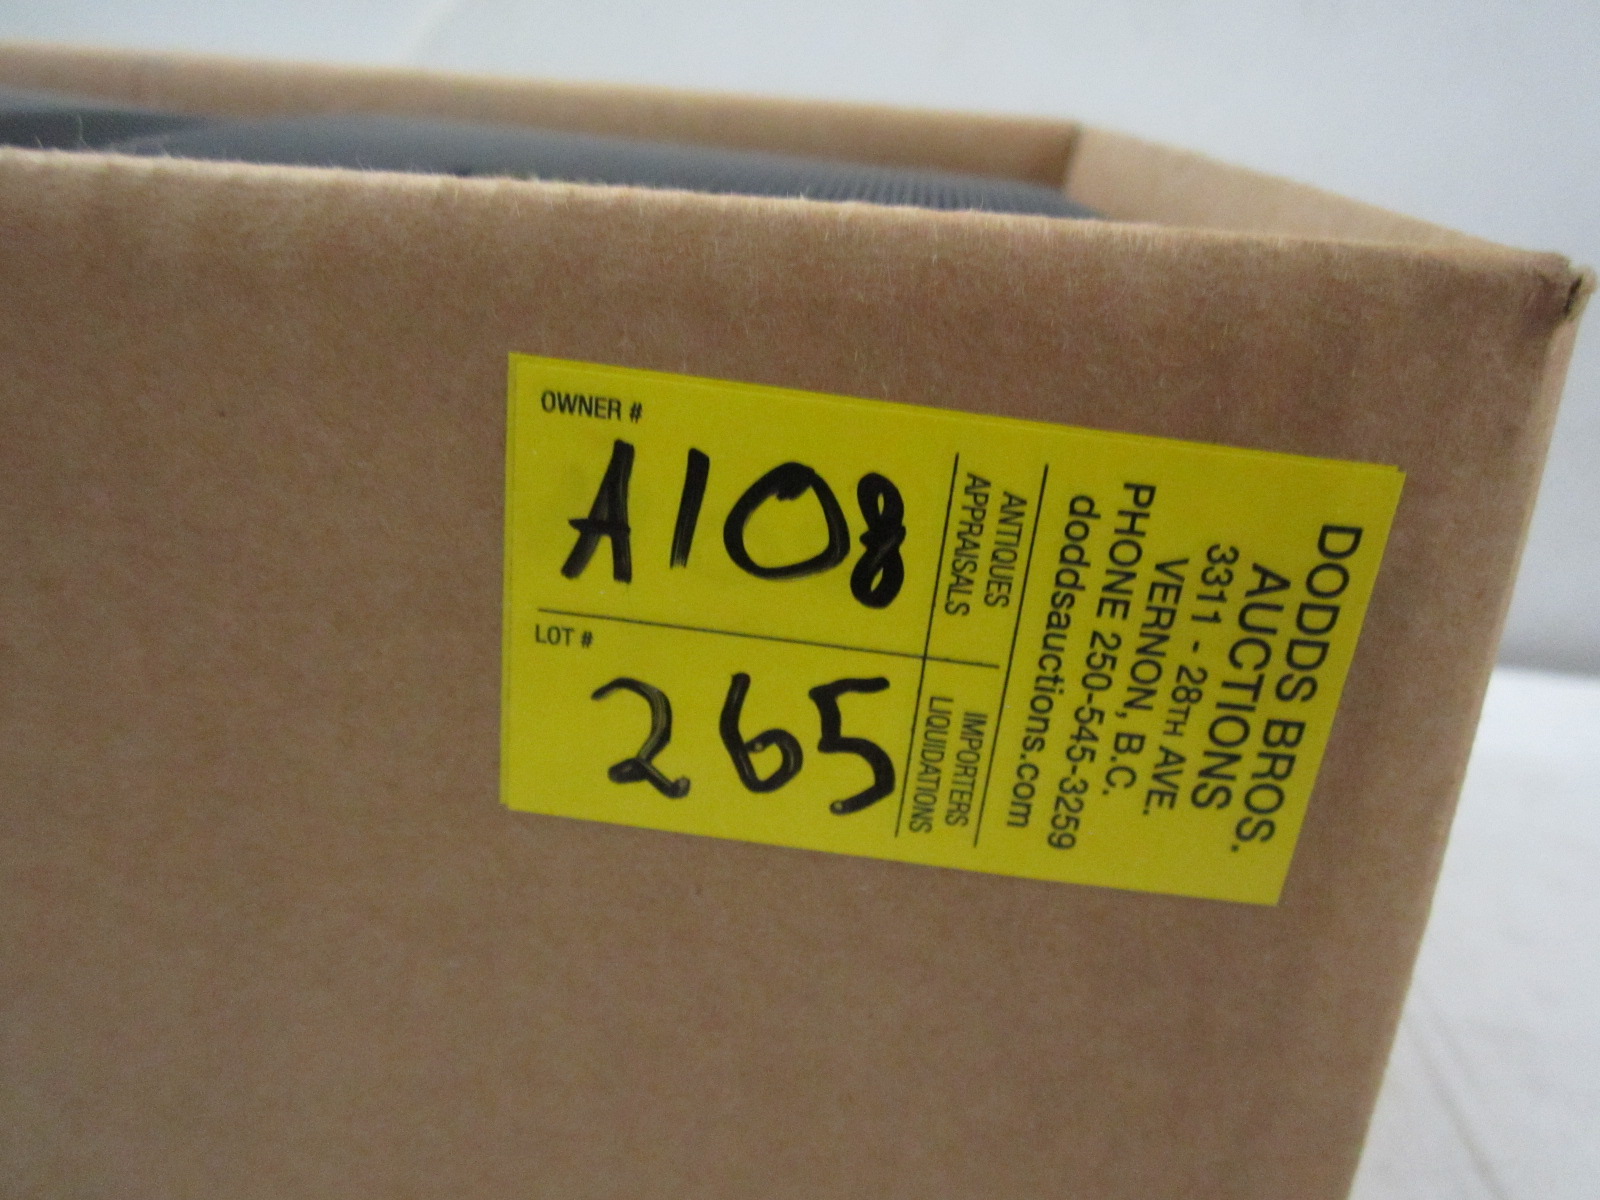 OWNER #
A108
LOT #
265
ANTIQUES
APPRAISALS
IMPORTERS
LIQUIDATIONS
DODDS BROS.
AUCTIONS
3311 - 28TH AVE.
VERNON, B.C.
PHONE 250-545-3259
doddsauctions.com